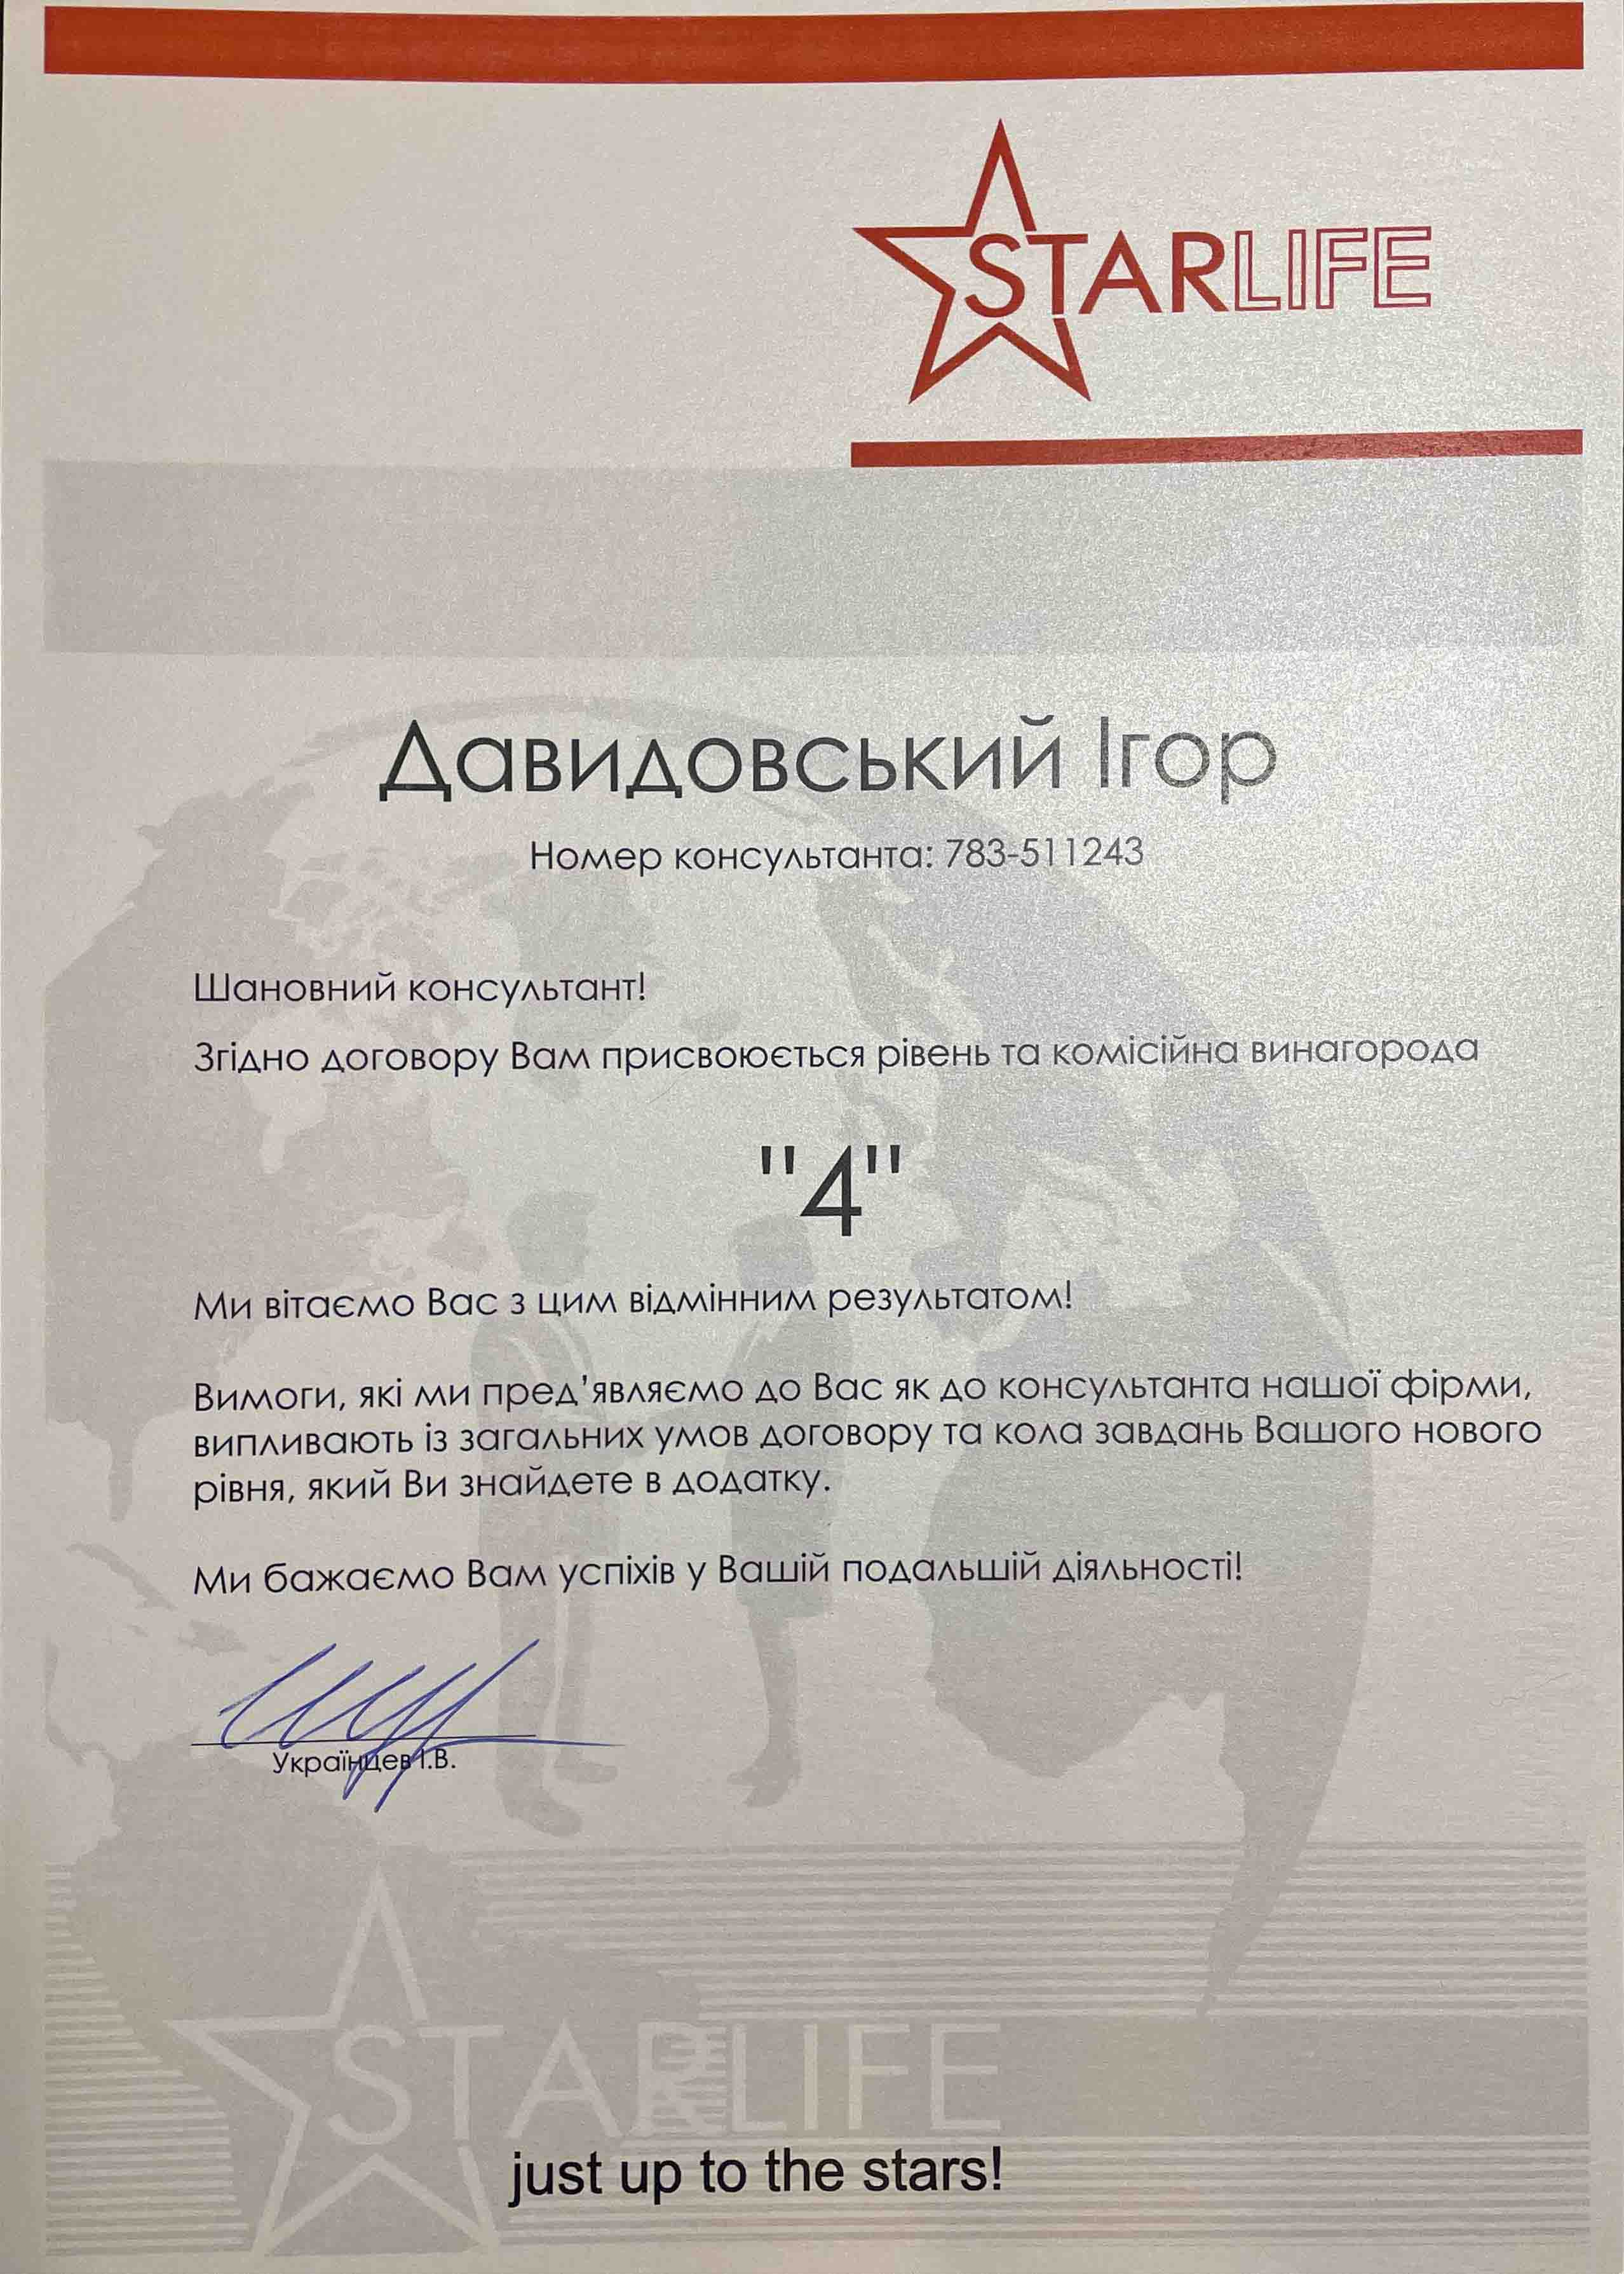 STARLIFE
Давидовський Ігор
Номер консультанта: 783-511243
Шановний консультант!
Згідно договору Вам присвоюється рівень та комісійна винагорода
"4"
Ми вітаємо Вас з цим відмінним результатом!
Вимоги, які ми пред'являємо до Вас як до консультанта нашої фірми,
випливають із загальних умов договору та кола завдань Вашого нового
рівня, який Ви знайдете в додатку.
Ми бажаємо Вам успіхів у Вашій подальшій діяльності!
Українцев І.В.
STARLIFE
just up to the stars!